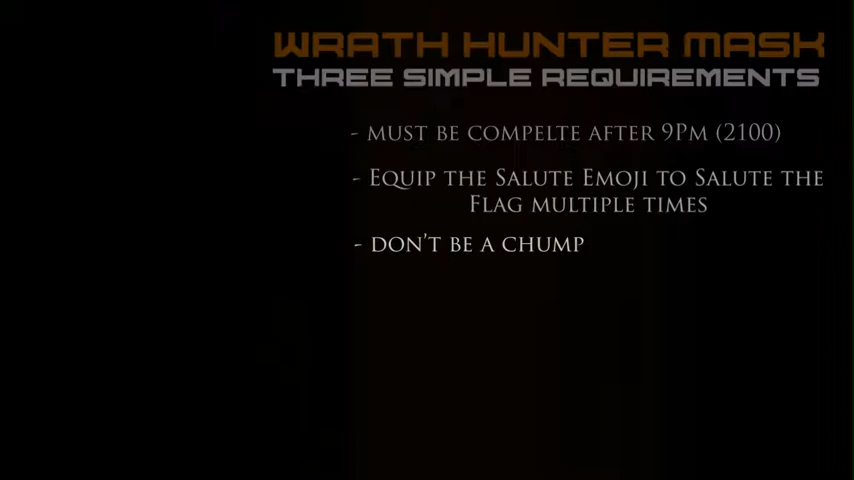 WRATH HUNTER MASK
THREE SIMPLE REQUIREMENTS
- MUST BE COMPELTE AFTER 9PM (2100)
- EQUIP THE SALUTE EMOJI TO SALUTE THE
FLAG MULTIPLE TIMES
- DON'T BE A CHUMP